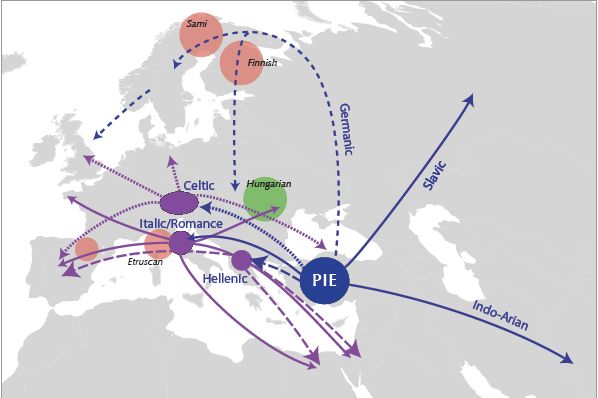 Sami
Finnish
Germanic
Slavic
Celtic
Hungarian
Italic/Romance
Etruscan
Hellenic
PIE
Indo-Arian